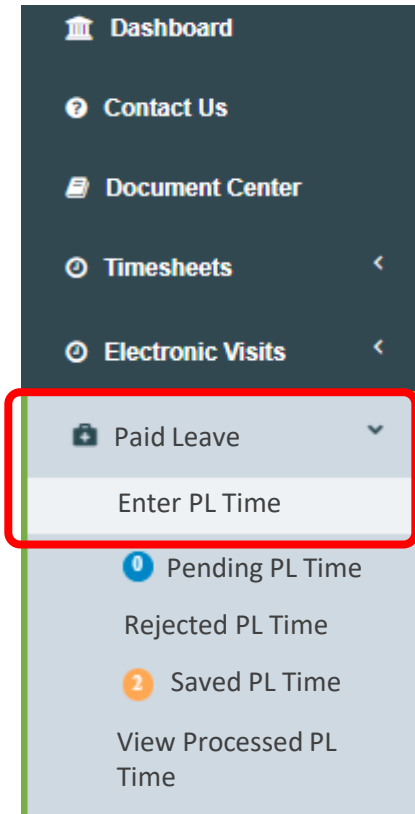 Dashboard
Contact Us
Document Center
Timesheets
Electronic Visits
Paid Leave
Enter PL Time
0 Pending PL Time
Rejected PL Time
2 Saved PL Time
View Processed PL
Time